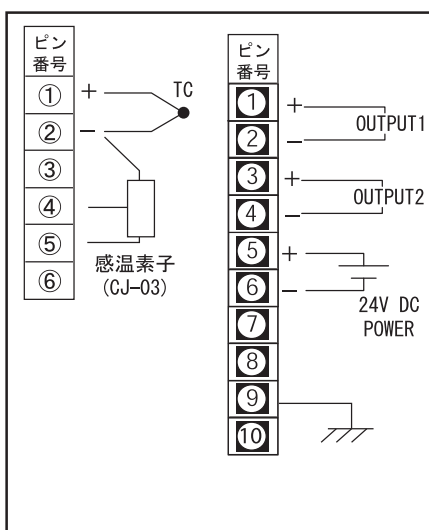 ピン
番号
① + TC
② −
③
④
⑤
⑥
感温素子
(CJ-03)
ピン
番号
① +
② − OUTPUT1
③ +
④ − OUTPUT2
⑤ +
⑥ −
24V DC
POWER
⑦
⑧
⑨
⑩